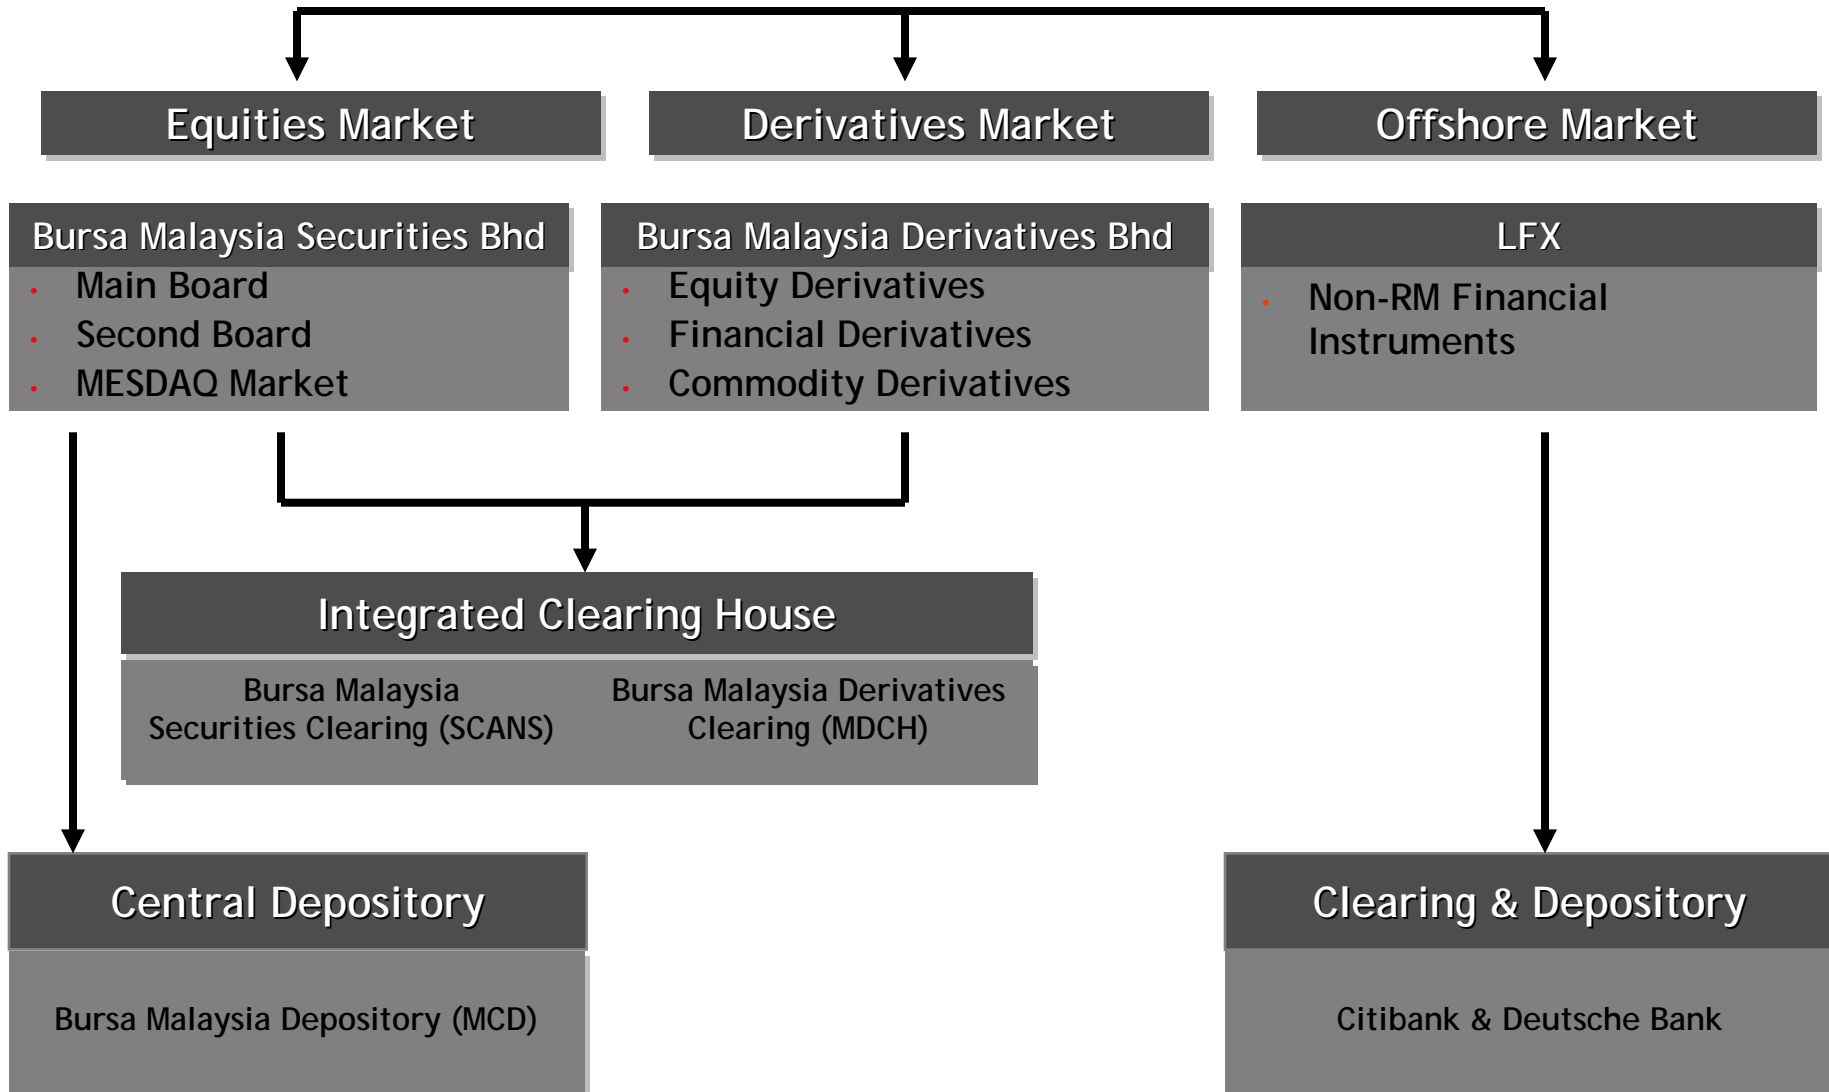 Equities Market
Derivatives Market
Offshore Market
Bursa Malaysia Securities Bhd
• Main Board
• Second Board
• MESDAQ Market
Bursa Malaysia Derivatives Bhd
• Equity Derivatives
• Financial Derivatives
• Commodity Derivatives
LFX
• Non-RM Financial
Instruments
Integrated Clearing House
Bursa Malaysia
Securities Clearing (SCANS)
Bursa Malaysia Derivatives
Clearing (MDCH)
Central Depository
Bursa Malaysia Depository (MCD)
Clearing & Depository
Citibank & Deutsche Bank